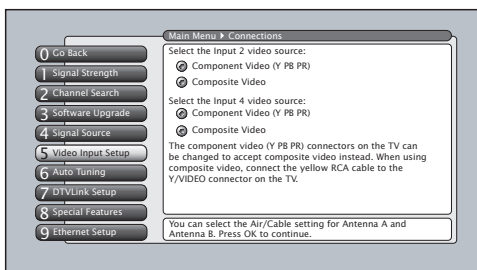 Main Menu ▶ Connections
0 Go Back
1 Signal Strength
2 Channel Search
3 Software Upgrade
4 Signal Source
5 Video Input Setup
6 Auto Tuning
7 DTVLink Setup
8 Special Features
9 Ethernet Setup
Select the Input 2 video source:
Component Video (Y PB PR)
Composite Video
Select the Input 4 video source:
Component Video (Y PB PR)
Composite Video
The component video (Y PB PR) connectors on the TV can
be changed to accept composite video instead. When using
composite video, connect the yellow RCA cable to the
Y/VIDEO connector on the TV.
You can select the Air/Cable setting for Antenna A and
Antenna B. Press OK to continue.